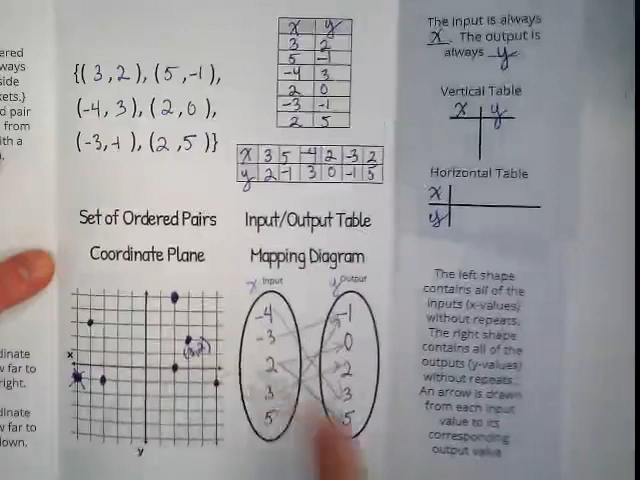 ered
ways
side
kets.}
d pair
from
ith a
{(3,2), (5,-1),
(-4,3), (2,0),
(-3,-1), (2,5)}
Set of Ordered Pairs
x y
3 2
5 -1
-4 3
2 0
-3 -1
2 5
x 3 5 -4 2 -3 2
y 2 -1 3 0 -1 5
Input/Output Table
The input is always
x. The output is
always y
Vertical Table
x y
Horizontal Table
x
y
Coordinate Plane
x
(3,2)
y
dinate
w far to
right.
dinate
w far to
down.
Mapping Diagram
x Input
y Output
-4
-3
2
3
5
-1
0
2
3
5
The left shape
contains all of the
inputs (x-values)
without repeats.
The right shape
contains all of the
outputs (y-values)
without repeats.
An arrow is drawn
from each input
value to its
corresponding
output value